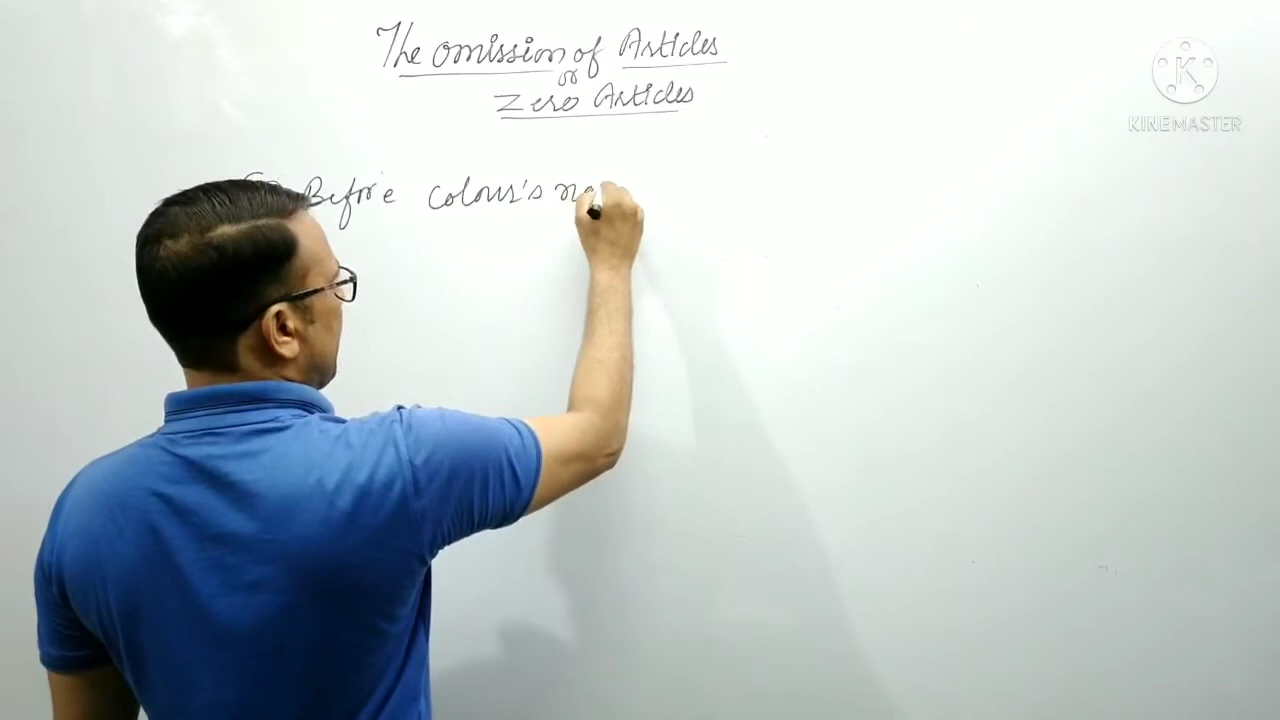 The omission of Articles
or
Zero Articles
Before colour's
K
KINEMASTER